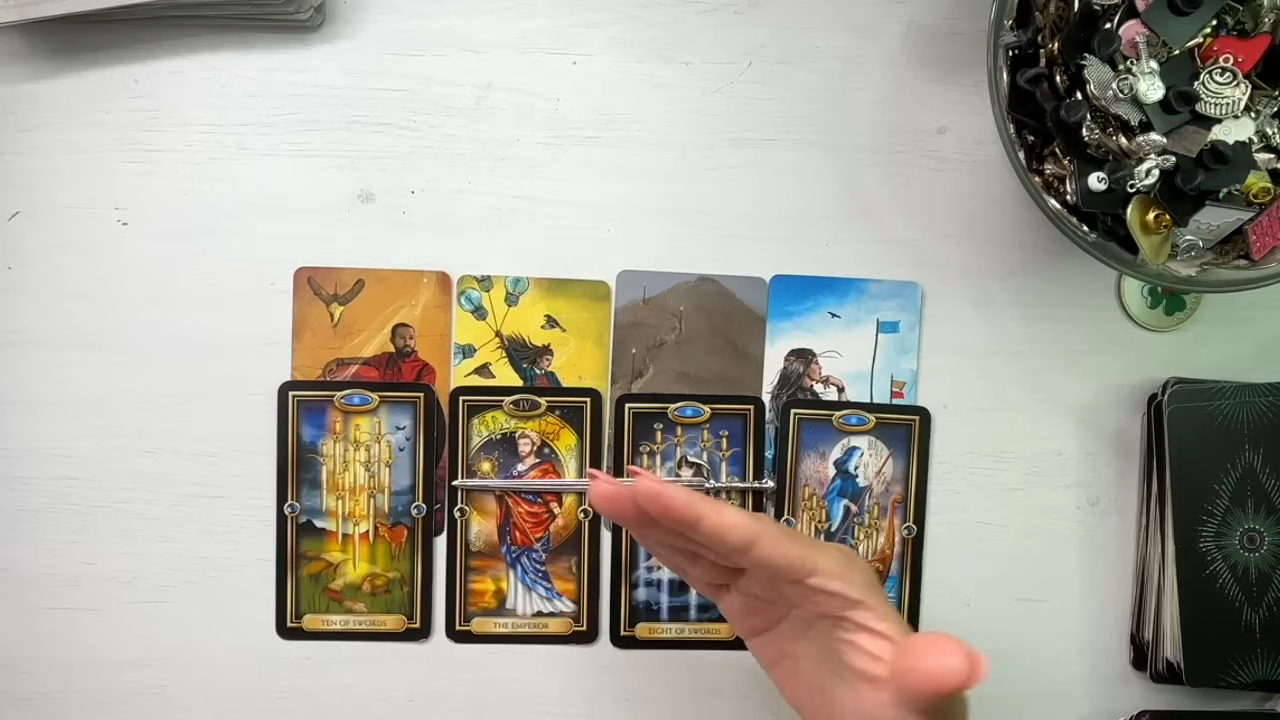 IV
S
TEN OF SWORDS
THE EMPEROR
EIGHT OF SWORDS